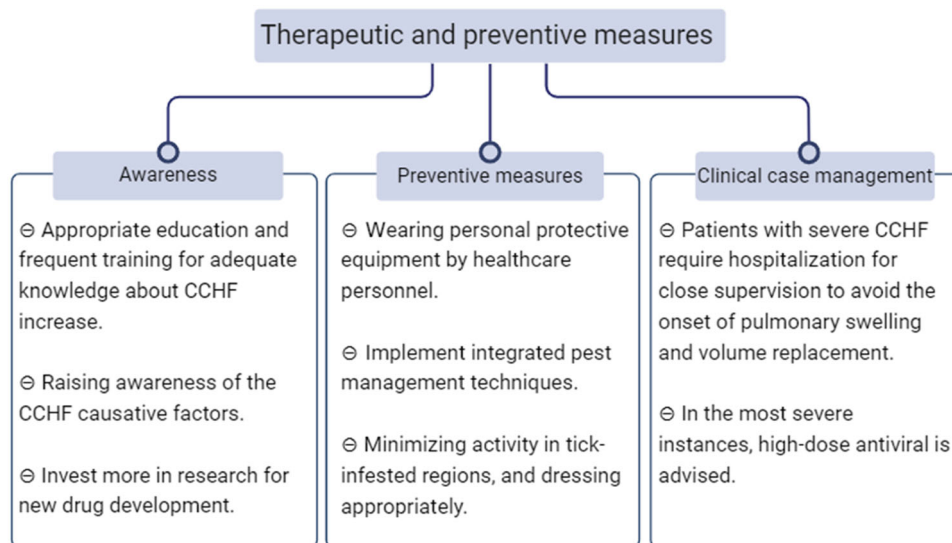 Therapeutic and preventive measures
Awareness
⊖ Appropriate education and
frequent training for adequate
knowledge about CCHF
increase.
⊖ Raising awareness of the
CCHF causative factors.
⊖ Invest more in research for
new drug development.
Preventive measures
⊖ Wearing personal protective
equipment by healthcare
personnel.
⊖ Implement integrated pest
management techniques.
⊖ Minimizing activity in tick-
infested regions, and dressing
appropriately.
Clinical case management
⊖ Patients with severe CCHF
require hospitalization for
close supervision to avoid the
onset of pulmonary swelling
and volume replacement.
⊖ In the most severe
instances, high-dose antiviral is
advised.